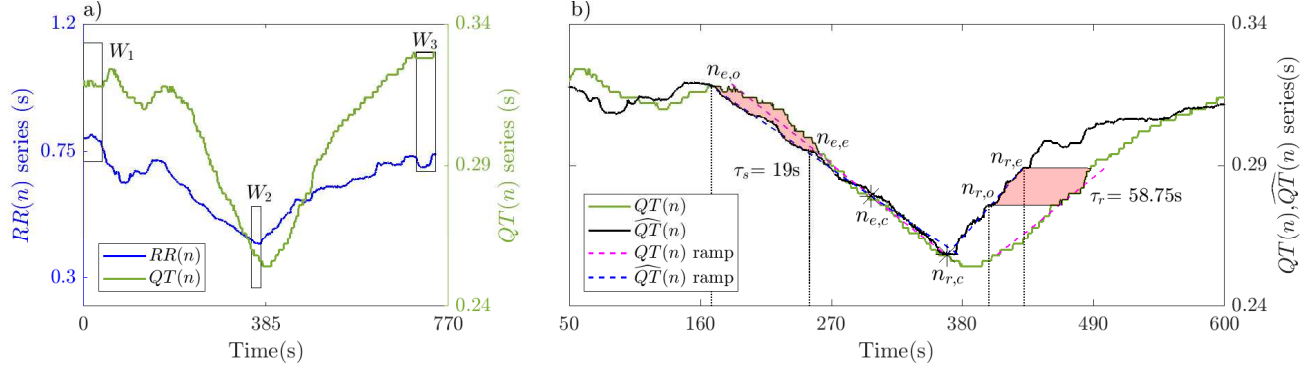 a)
1.2
0.75
0.3
RR(n) series (s)
0.34
0.29
0.24
QT(n) series (s)
W₁
W₂
W₃
RR(n)
QT(n)
0
385
770
Time(s)
b)
n_{e,o}
n_{e,e}
τ_s= 19s
n_{e,c}
n_{r,e}
n_{r,o}
τ_r= 58.75s
n_{r,c}
QT(n)
\widehat{QT}(n)
QT(n) ramp
\widehat{QT}(n) ramp
0.34
0.29
0.24
QT(n),\widehat{QT}(n) series(s)
50
160
270
380
490
600
Time(s)